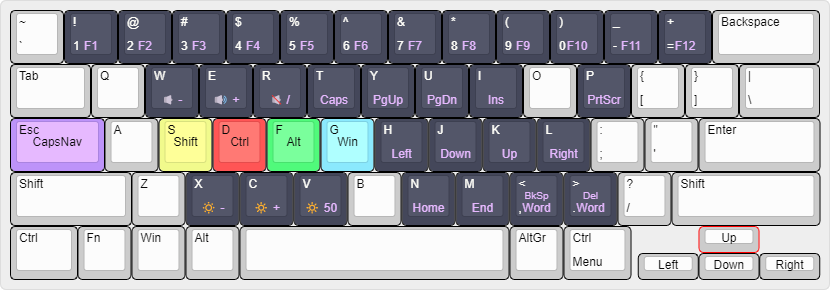 ~ ! @ # $ % ^ & * ( ) _ + Backspace
` 1 F1 2 F2 3 F3 4 F4 5 F5 6 F6 7 F7 8 F8 9 F9 0F10 - F11 =F12
Tab Q W E R T Y U I O P { } |
- + / Caps PgUp PgDn Ins PrtScr [ ] \
Esc A S D F G H J K L : " Enter
CapsNav Shift Ctrl Alt Win Left Down Up Right ; '
Shift Z X C V B N M < > ? Shift
BkSp Del
- + 50 Home End ,Word .Word /
Ctrl Fn Win Alt AltGr Ctrl Up
Menu Left Down Right